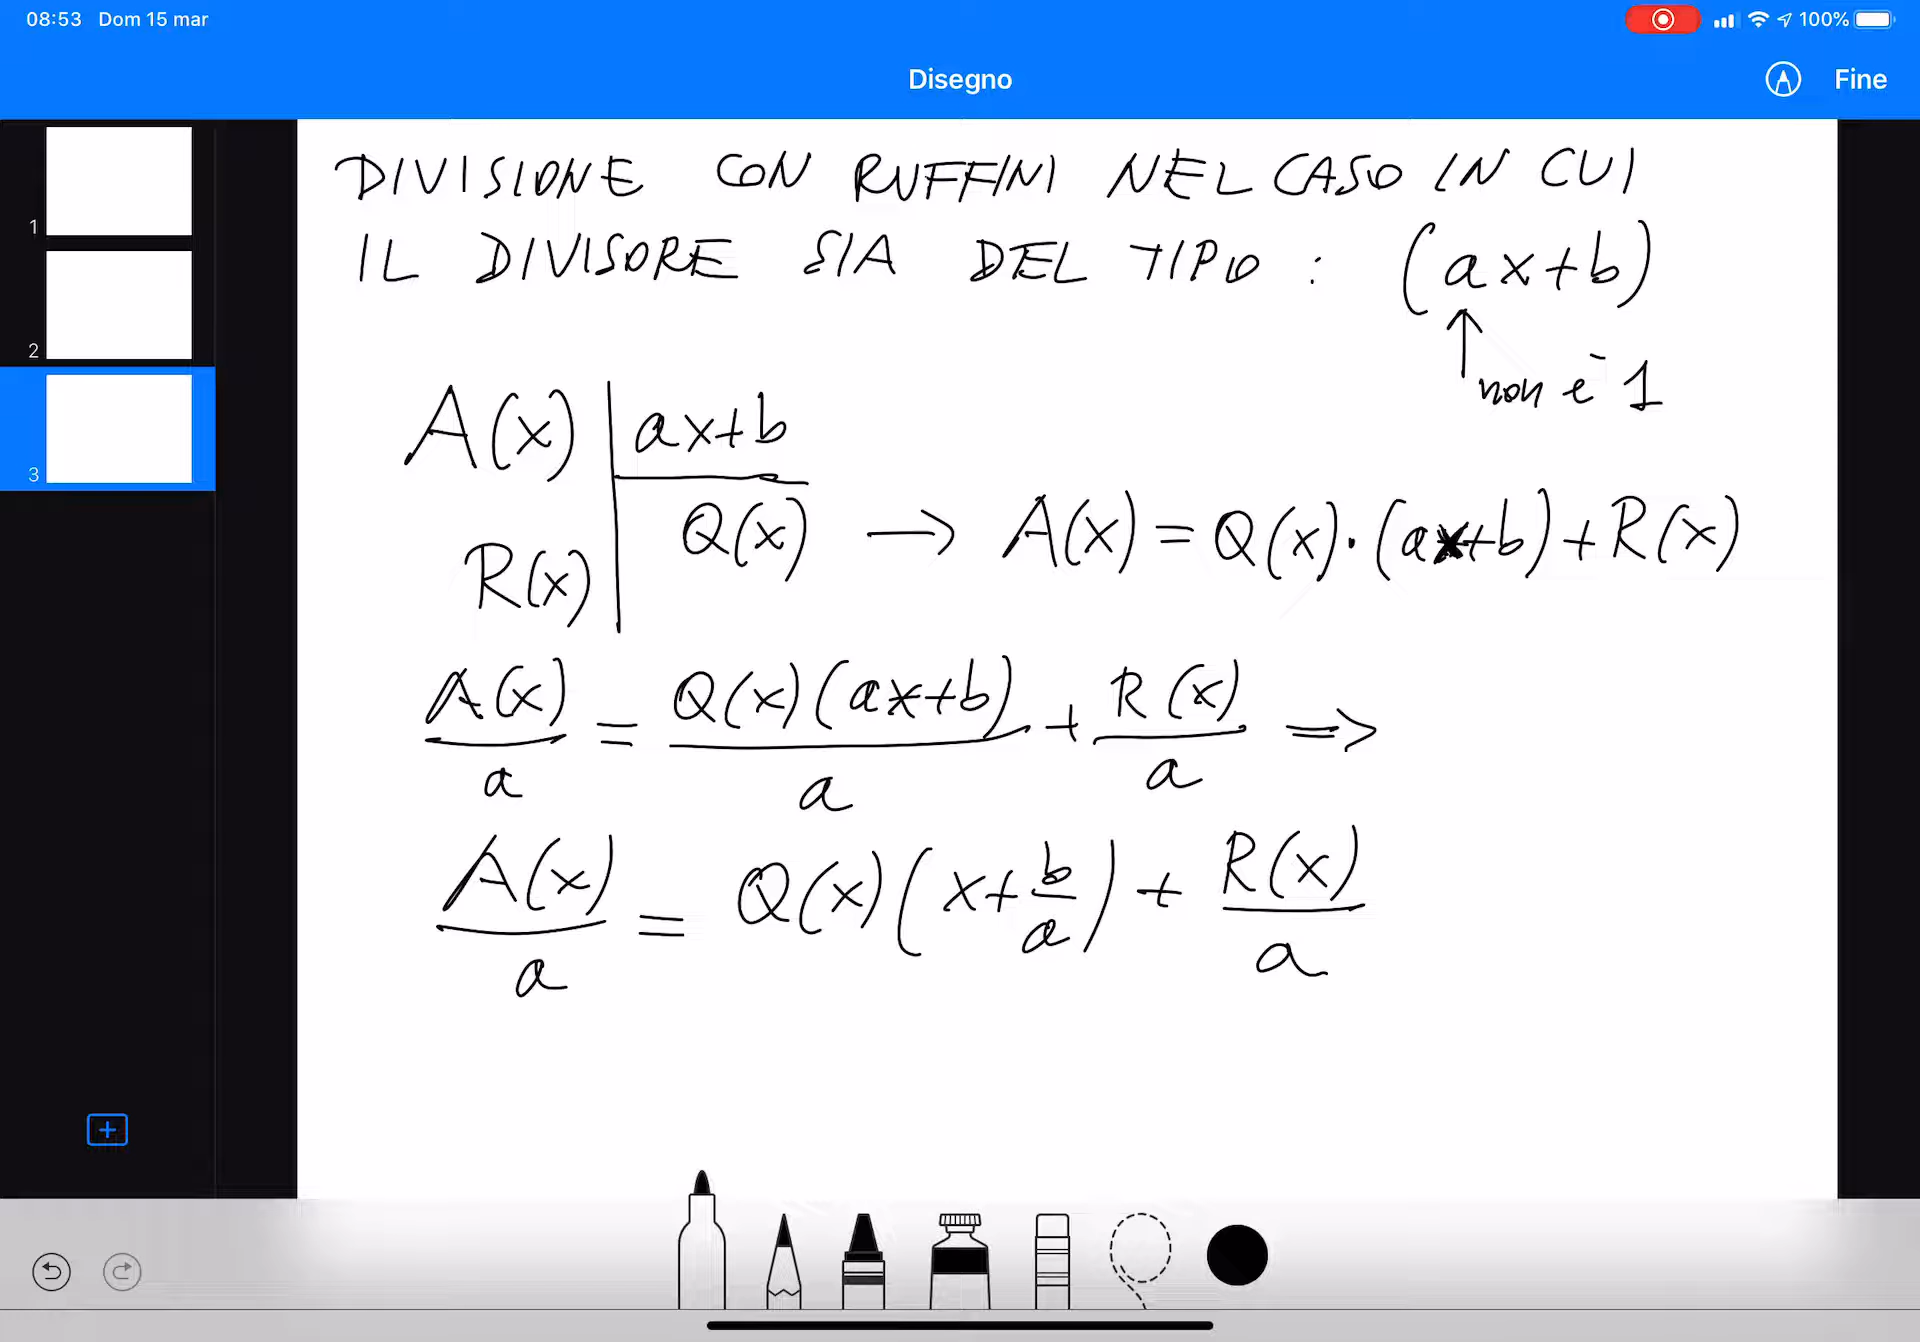 08:53 Dom 15 mar 100%
Disegno Fine
1
2
3
DIVISIONE CON RUFFINI NEL CASO IN CUI
IL DIVISORE SIA DEL TIPO : (ax+b)
non è 1
A(x) | ax+b
R(x) | Q(x) → A(x) = Q(x)·(ax+b)+R(x)
A(x)/a = Q(x)(ax+b)/a + R(x)/a ⇒
A(x)/a = Q(x)(x+b/a) + R(x)/a